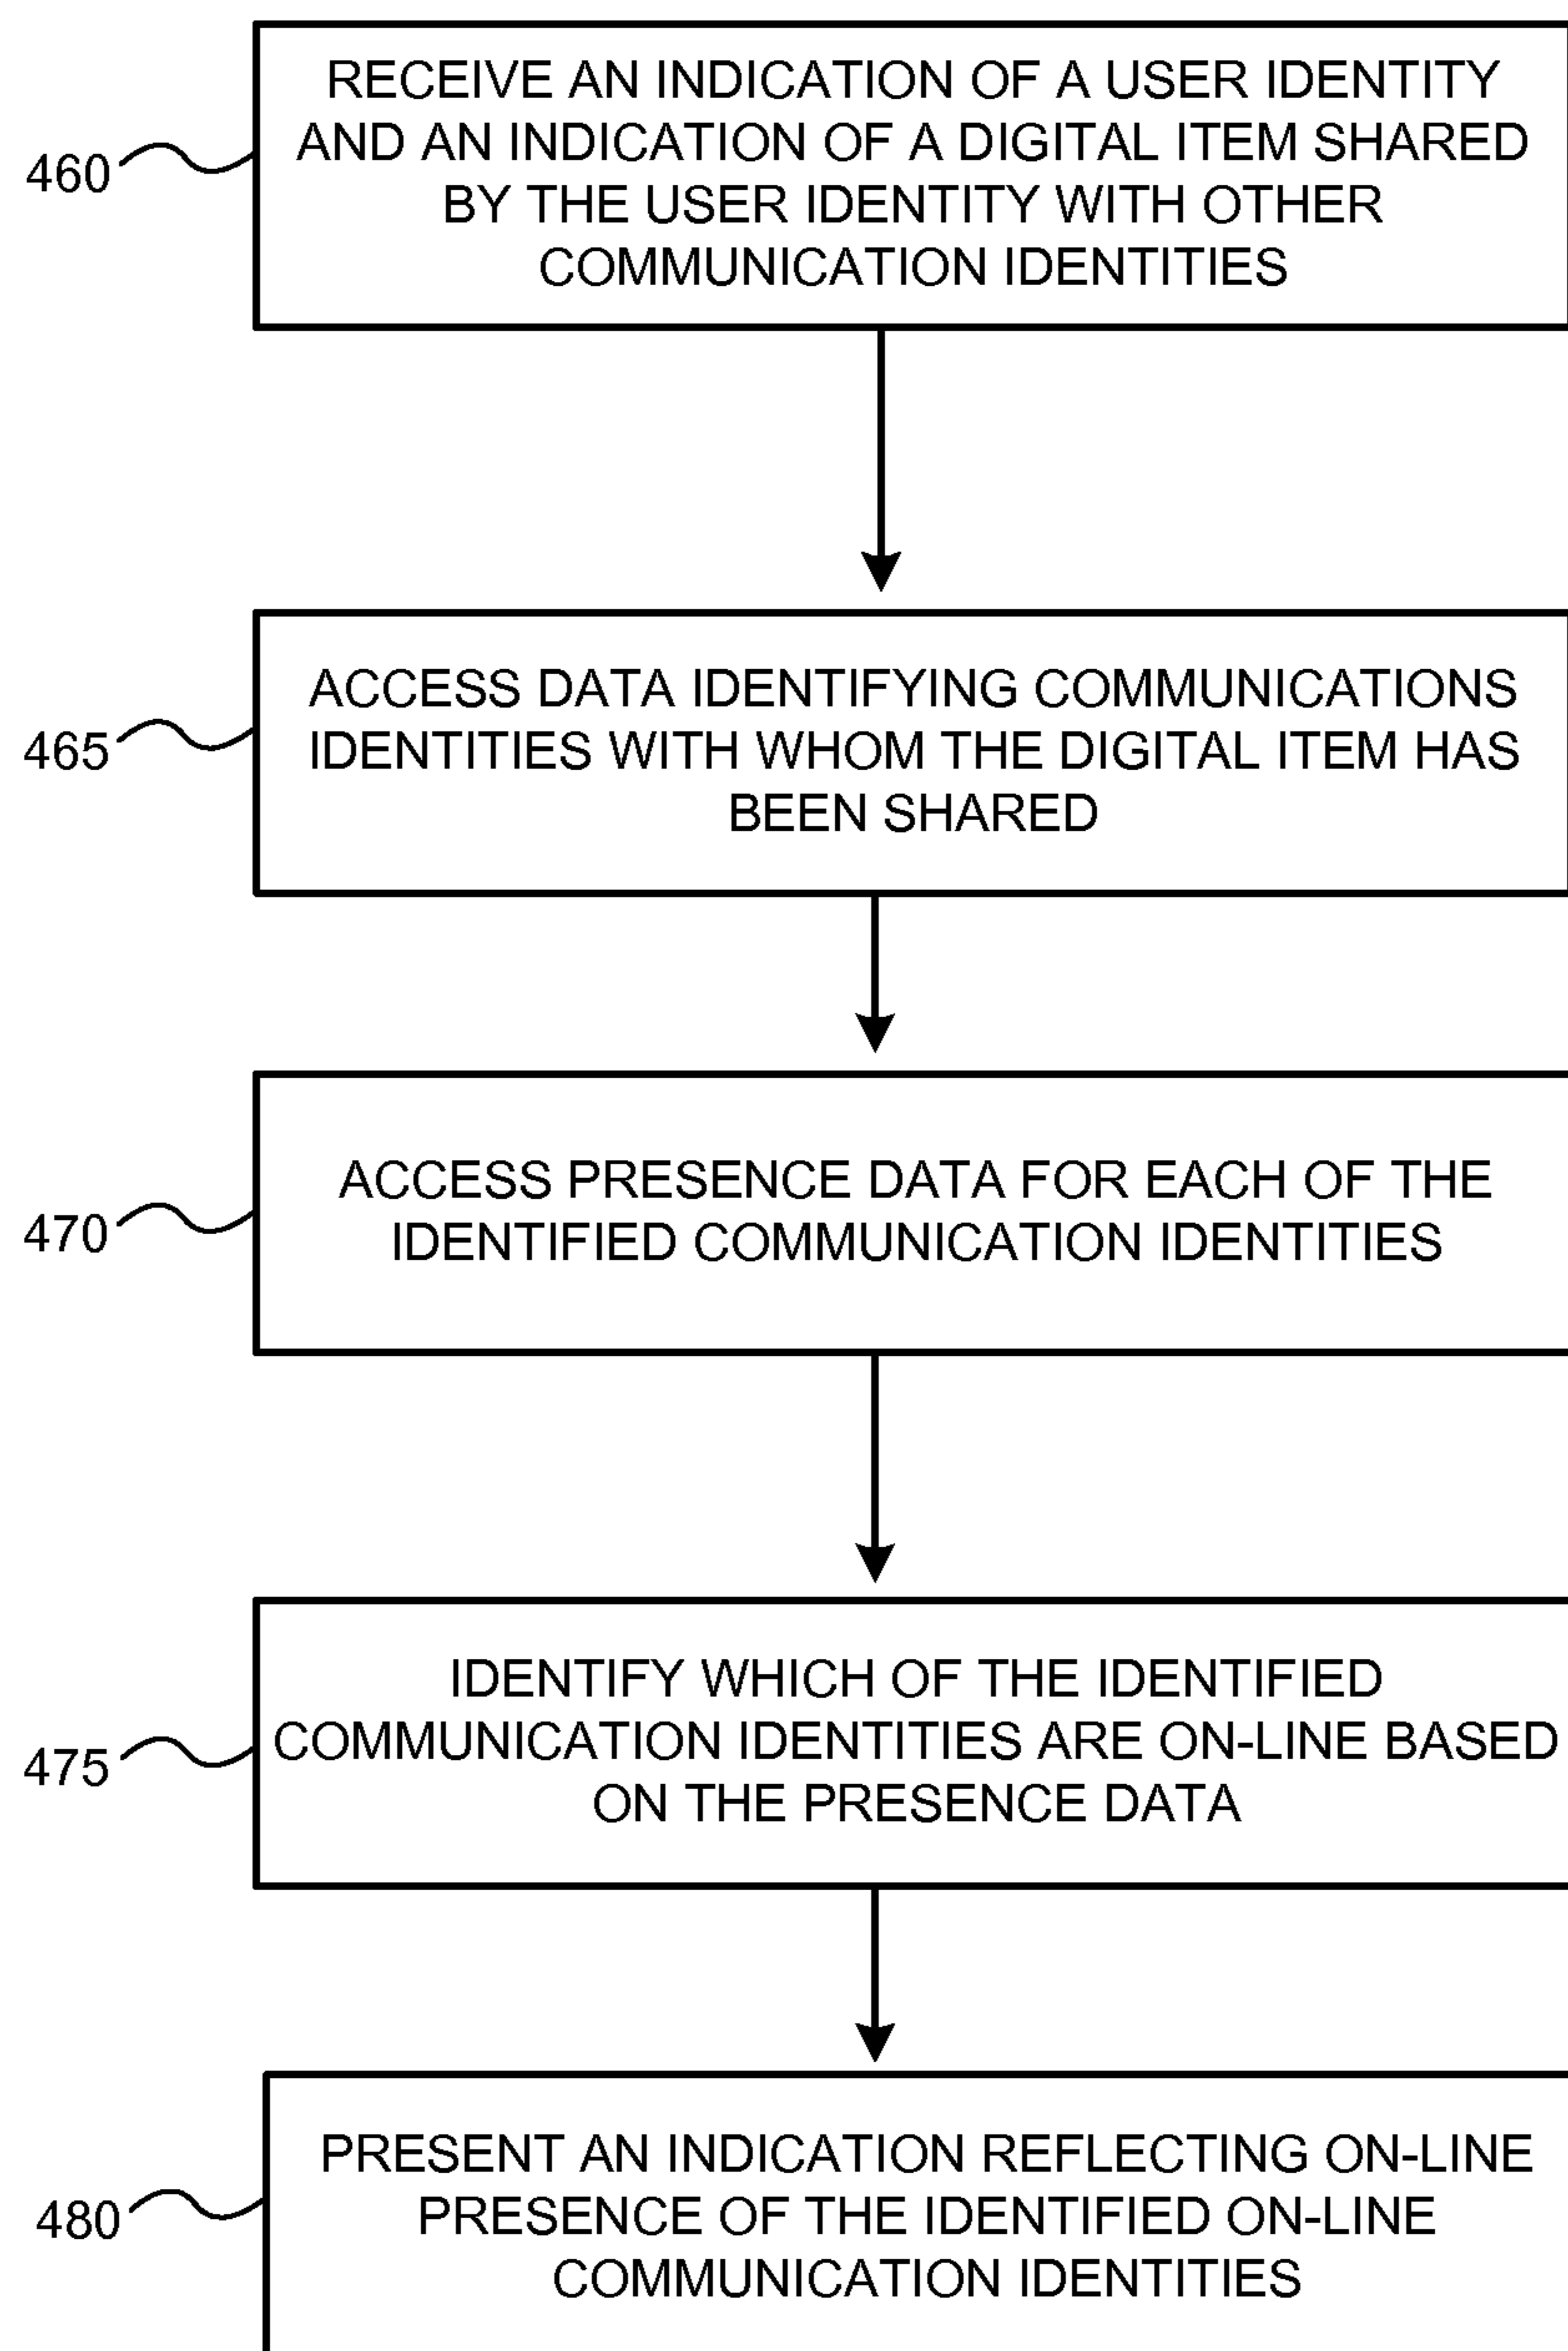 RECEIVE AN INDICATION OF A USER IDENTITY
AND AN INDICATION OF A DIGITAL ITEM SHARED
BY THE USER IDENTITY WITH OTHER
COMMUNICATION IDENTITIES
460
ACCESS DATA IDENTIFYING COMMUNICATIONS
IDENTITIES WITH WHOM THE DIGITAL ITEM HAS
BEEN SHARED
465
ACCESS PRESENCE DATA FOR EACH OF THE
IDENTIFIED COMMUNICATION IDENTITIES
470
IDENTIFY WHICH OF THE IDENTIFIED
COMMUNICATION IDENTITIES ARE ON-LINE BASED
ON THE PRESENCE DATA
475
PRESENT AN INDICATION REFLECTING ON-LINE
PRESENCE OF THE IDENTIFIED ON-LINE
COMMUNICATION IDENTITIES
480